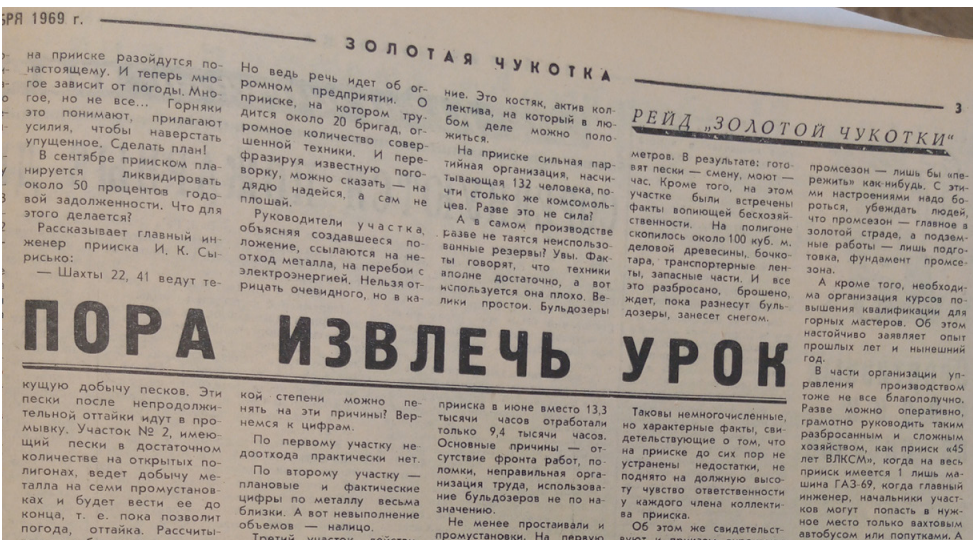 БРЯ 1969 г.
ЗОЛОТАЯ ЧУКОТКА
3
на прииске разойдутся по-
настоящему. И теперь мно-
гое зависит от погоды. Мно-
гое, но не все... Горняки
это понимают, прилагают
усилия, чтобы наверстать
упущенное. Сделать план!
В сентябре прииском пла-
нируется ликвидировать
около 50 процентов годо-
вой задолженности. Что для
этого делается?
Рассказывает главный ин-
женер прииска И. К. Сы-
рисько:
— Шахты 22, 41 ведут те-
Но ведь речь идет об ог-
ромном предприятии. О
прииске, на котором тру-
дится около 20 бригад, ог-
ромное количество совер-
шенной техники. И пере-
фразируя известную пого-
ворку, можно сказать — на
дядю надейся, а сам не
плошай.
Руководители участка,
объясняя создавшееся по-
ложение, ссылаются на не-
отход металла, на перебои с
электроэнергией. Нельзя от-
рицать очевидного, но в ка-
ние. Это костяк, актив кол-
лектива, на который в лю-
бом деле можно поло-
житься.
На прииске сильная пар-
тийная организация, насчи-
тывающая 132 человека, по-
чти столько же комсомоль-
цев. Разве это не сила?
А в самом производстве
разве не таятся неиспользо-
ванные резервы? Увы. Фак-
ты говорят, что техники
вполне достаточно, а вот
используется она плохо. Ве-
лики простои. Бульдозеры
РЕЙД „ЗОЛОТОЙ ЧУКОТКИ“
метров. В результате: гото-
вят пески — смену, моют —
час. Кроме того, на этом
участке были встречены
факты вопиющей бесхозяй-
ственности. На полигоне
скопилось около 100 куб. м.
деловой древесины, бочко-
тара, транспортерные лен-
ты, запасные части. И все
это разбросано, брошено,
ждет, пока разнесут буль-
дозеры, занесет снегом.
промсезон — лишь бы «пе-
режить» как-нибудь. С эти-
ми настроениями надо бо-
роться, убеждать людей,
что промсезон — главное в
золотой страде, а подзем-
ные работы — лишь подго-
товка, фундамент промсе-
зона.
А кроме того, необходи-
ма организация курсов по-
вышения квалификации для
горных мастеров. Об этом
настойчиво заявляет опыт
прошлых лет и нынешний
год.
В части организации уп-
равления производством
тоже не все благополучно.
Разве можно оперативно,
грамотно руководить таким
разбросанным и сложным
хозяйством, как прииск «45
лет ВЛКСМ», когда на весь
прииск имеется 1 лишь ма-
шина ГАЗ-69, когда главный
инженер, начальники участ-
ков могут попасть в нуж-
ное место только вахтовым
автобусом или попутками. А
ПОРА ИЗВЛЕЧЬ УРОК
кущую добычу песков. Эти
пески после непродолжи-
тельной оттайки идут в про-
мывку. Участок № 2, имею-
щий пески в достаточном
количестве на открытых по-
лигонах, ведет добычу ме-
талла на семи промустанов-
ках и будет вести ее до
конца, т. е. пока позволит
погода, оттайка. Рассчиты-
кой степени можно пе-
нять на эти причины? Вер-
немся к цифрам.
По первому участку не-
доотхода практически нет.
По второму участку —
плановые и фактические
цифры по металлу весьма
близки. А вот невыполнение
объемов — налицо.
Третий участок
прииска в июне вместо 13,3
тысячи часов отработали
только 9,4 тысячи часов.
Основные причины — от-
сутствие фронта работ, по-
ломки, неправильная орга-
низация труда, использова-
ние бульдозеров не по на-
значению.
Не менее простаивали и
промустановки. На первую
Таковы немногочисленные,
но характерные факты, сви-
детельствующие о том, что
на прииске до сих пор не
устранены недостатки, не
поднято на должную высо-
ту чувство ответственности
у каждого члена коллекти-
ва прииска.
Об этом же свидетельст-